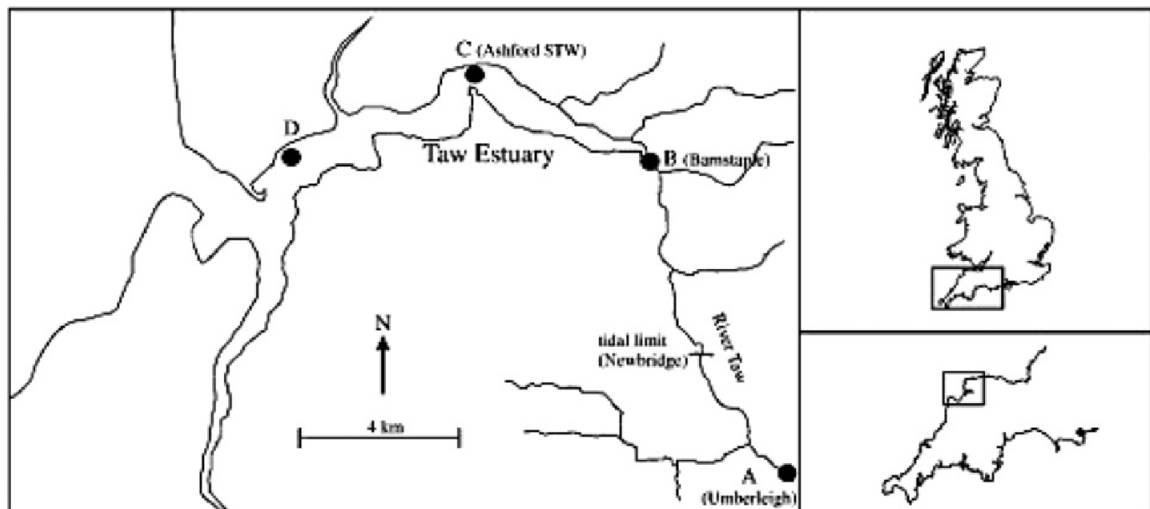 C (Ashford STW)
D
Taw Estuary
B (Barnstaple)
N
tidal limit
(Newbridge)
River Taw
4 km
A
(Umberleigh)